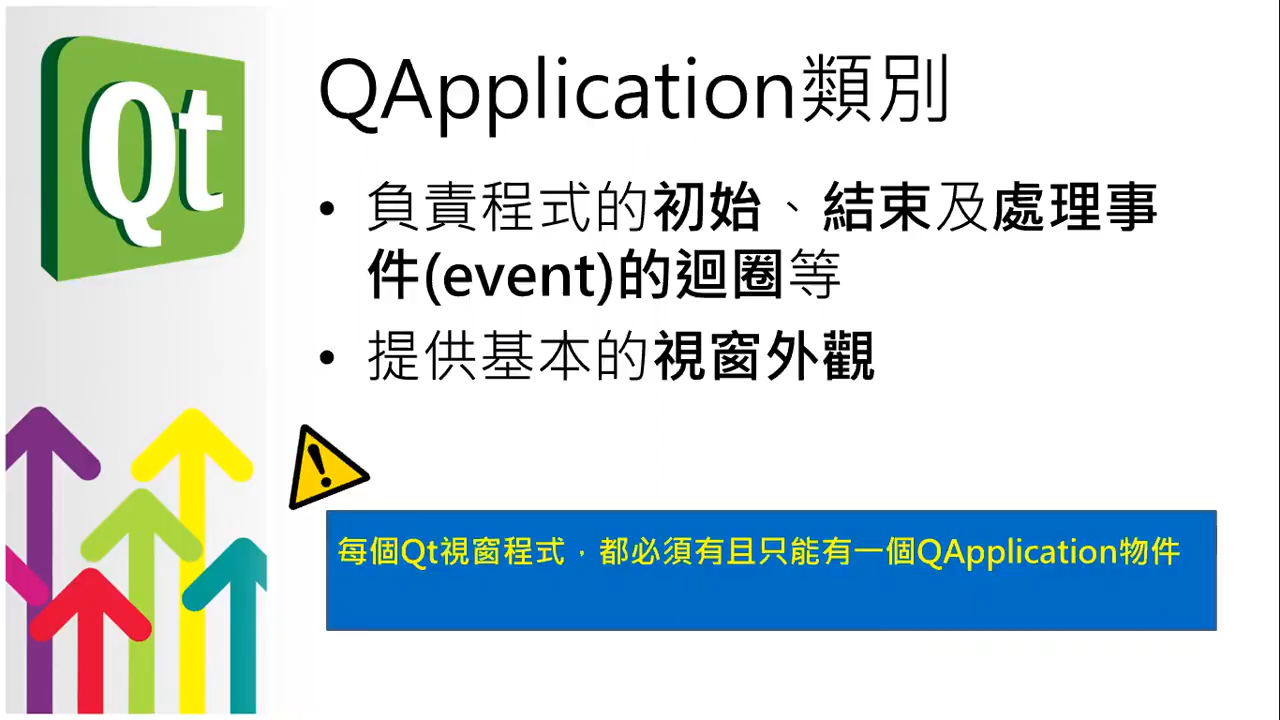 Qt
QApplication類別
• 負責程式的初始、結束及處理事
件(event)的迴圈等
• 提供基本的視窗外觀
每個Qt視窗程式，都必須有且只能有一個QApplication物件